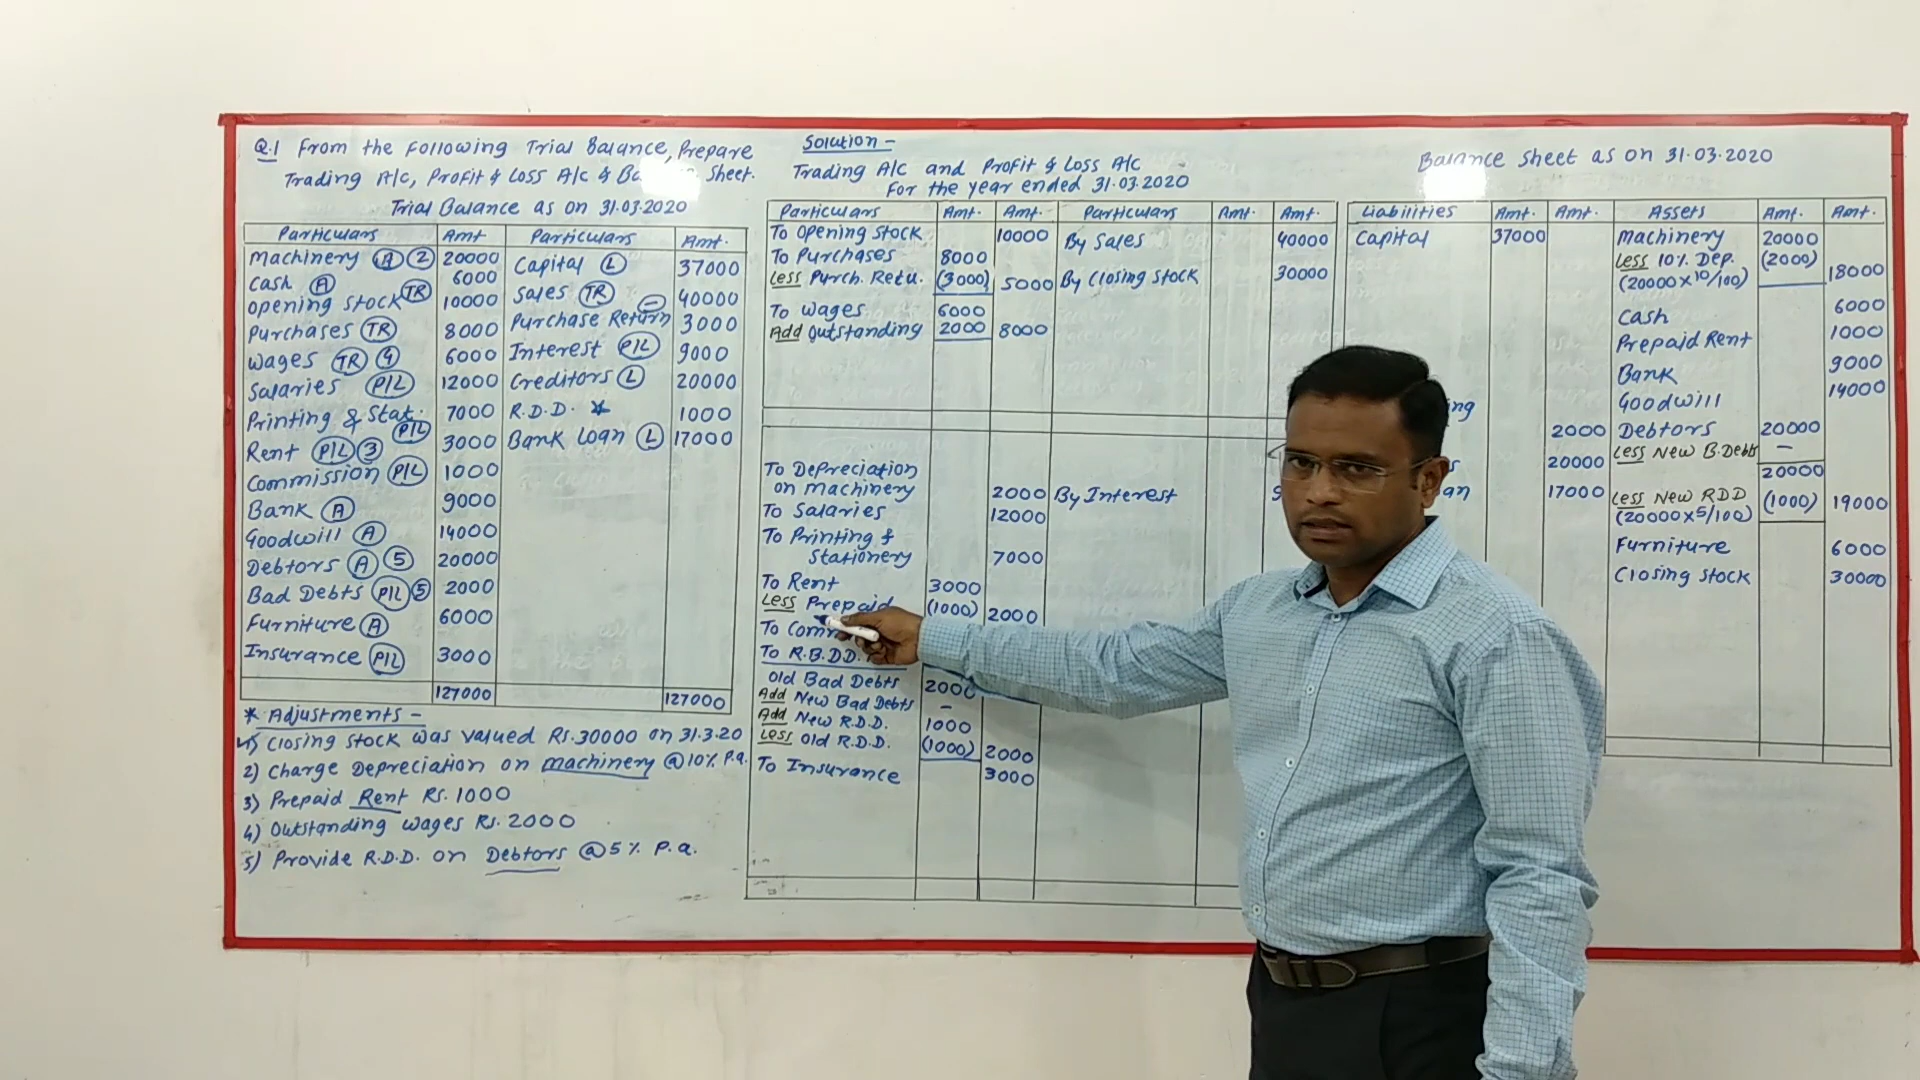 Q.1 From the Following Trial Balance, Prepare
Trading A/c, Profit & Loss A/c & Sheet.
Trial Balance as on 31.03.2020
Particulars Amt Particulars Amt.
Machinery (A) (2) 20000 Capital (L) 37000
Cash (A) 6000 Sales (TR) 40000
Opening stock (TR) 10000 Purchase Return (-) 3000
Purchases (TR) 8000 Interest (P/L) 9000
Wages (TR) (4) 6000 Creditors (L) 20000
Salaries (P/L) 12000 R.D.D. * 1000
Printing & Stat. (P/L) 7000 Bank Loan (L) 17000
Rent (P/L) (3) 3000
Commission (P/L) 1000
Bank (A) 9000
Goodwill (A) 14000
Debtors (A) (5) 20000
Bad Debts (P/L) (5) 2000
Furniture (A) 6000
Insurance (P/L) 3000
127000 127000
* Adjustments -
1) Closing stock was valued Rs.30000 on 31.3.20
2) Charge Depreciation on machinery @10% P.a.
3) Prepaid Rent Rs.1000
4) Outstanding wages Rs.2000
5) Provide R.D.D. on Debtors @5% P.a.
Solution -
Trading A/c and Profit & Loss A/c
For the year ended 31.03.2020
Particulars Amt. Amt. Particulars Amt. Amt.
To Opening Stock 10000 By Sales 40000
To Purchases 8000
Less Purch. Retu. (3000) 5000 By Closing stock 30000
To Wages 6000
Add Outstanding 2000 8000
To Depreciation
on machinery 2000 By Interest
To Salaries 12000
To Printing &
Stationery 7000
To Rent 3000
Less Prepaid (1000) 2000
To Comm
To R.B.D.D.
Old Bad Debts 2000
Add New Bad Debts -
Add New R.D.D. 1000
Less Old R.D.D. (1000) 2000
To Insurance 3000
Balance Sheet as on 31.03.2020
Liabilities Amt. Amt. Assets Amt. Amt.
Capital 37000 Machinery 20000
Less 10% Dep. (2000)
(20000x10/100) 18000
Cash 6000
Prepaid Rent 1000
Bank 9000
Goodwill 14000
ng 2000 Debtors 20000
Less New B.Debts -
s 20000 20000
an 17000 Less New RDD (1000) 19000
(20000x5/100)
Furniture 6000
Closing stock 30000